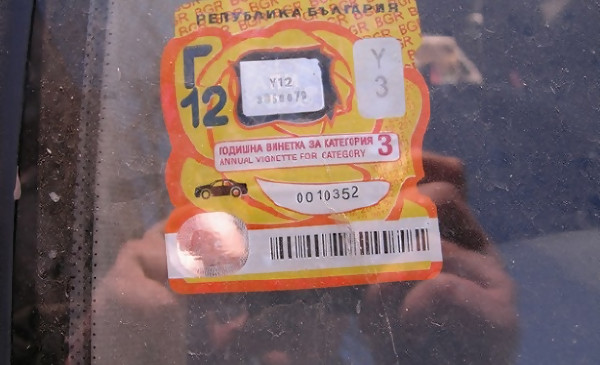 РЕПУБЛИКА БЪЛГАРИЯ
Г
12
Y12
Y
3
ГОДИШНА ВИНЕТКА ЗА КАТЕГОРИЯ 3
ANNUAL VIGNETTE FOR CATEGORY
0010352